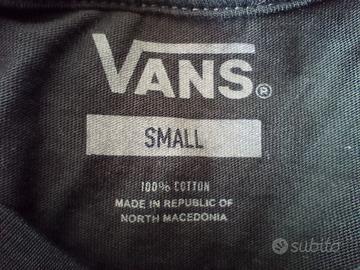 VANS®
SMALL
100% COTTON
MADE IN REPUBLIC OF
NORTH MACEDONIA
subito